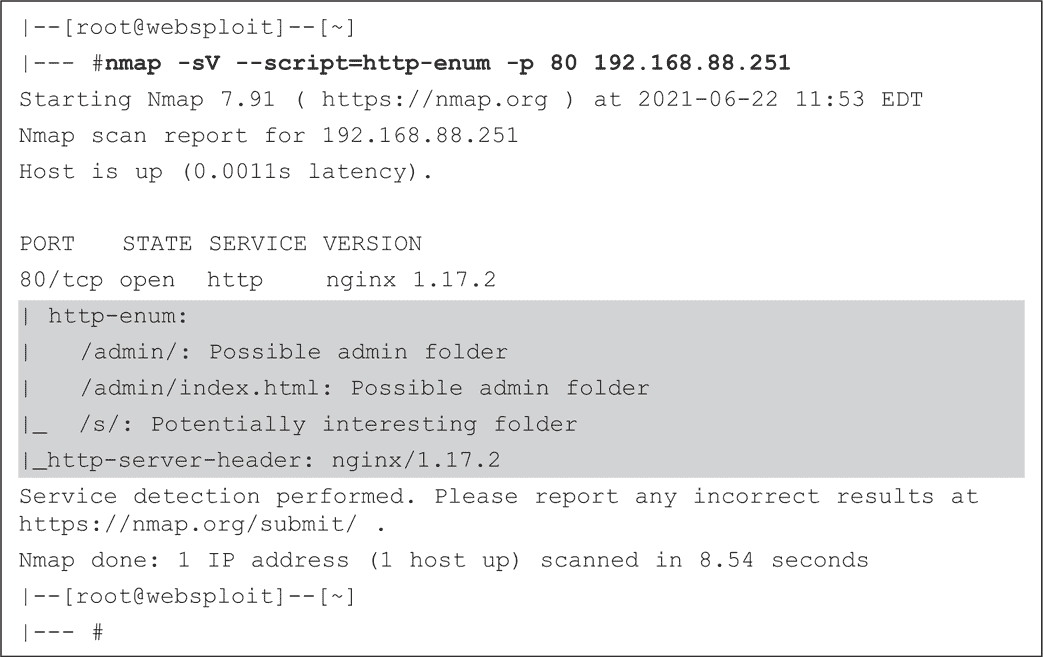 |--[root@websploit]--[~]
|--- #nmap -sV --script=http-enum -p 80 192.168.88.251
Starting Nmap 7.91 ( https://nmap.org ) at 2021-06-22 11:53 EDT
Nmap scan report for 192.168.88.251
Host is up (0.0011s latency).
PORT   STATE SERVICE VERSION
80/tcp open  http    nginx 1.17.2
| http-enum:
|   /admin/: Possible admin folder
|   /admin/index.html: Possible admin folder
|_  /s/: Potentially interesting folder
|_http-server-header: nginx/1.17.2
Service detection performed. Please report any incorrect results at
https://nmap.org/submit/ .
Nmap done: 1 IP address (1 host up) scanned in 8.54 seconds
|--[root@websploit]--[~]
|--- #